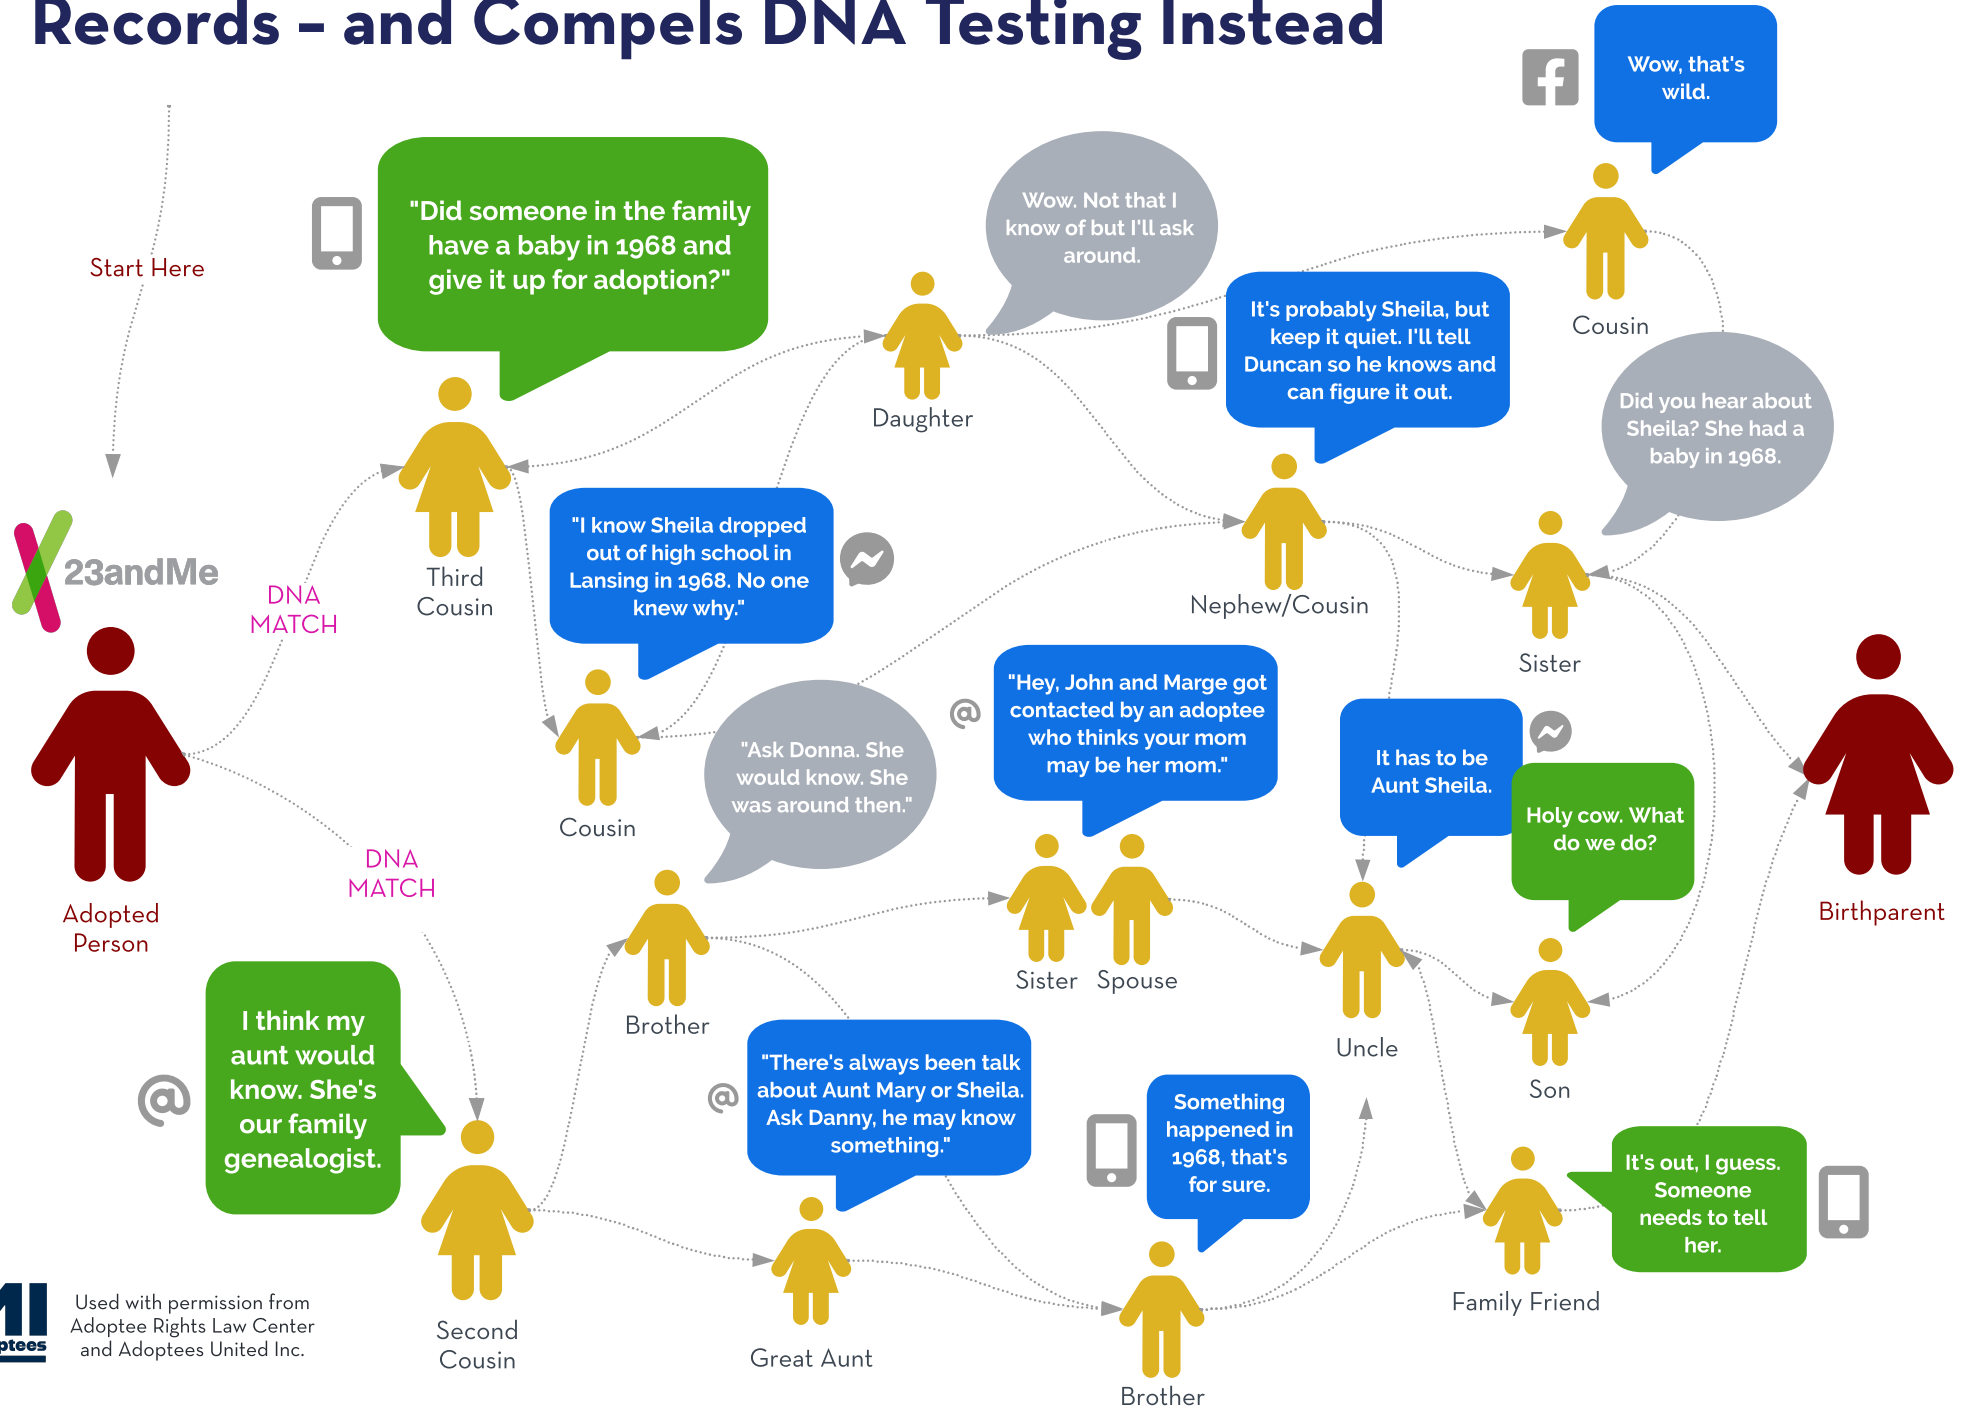 Records – and Compels DNA Testing Instead
Wow, that's
wild.
Start Here
"Did someone in the family
have a baby in 1968 and
give it up for adoption?"
Wow. Not that I
know of but I'll ask
around.
Cousin
It's probably Sheila, but
keep it quiet. I'll tell
Duncan so he knows and
can figure it out.
Daughter
Did you hear about
Sheila? She had a
baby in 1968.
23andMe
DNA
MATCH
Third
Cousin
"I know Sheila dropped
out of high school in
Lansing in 1968. No one
knew why."
Nephew/Cousin
Sister
"Hey, John and Marge got
contacted by an adoptee
who thinks your mom
may be her mom."
"Ask Donna. She
would know. She
was around then."
It has to be
Aunt Sheila.
Holy cow. What
do we do?
Cousin
DNA
MATCH
Adopted
Person
Birthparent
Brother
Sister
Spouse
Uncle
Son
I think my
aunt would
know. She's
our family
genealogist.
"There's always been talk
about Aunt Mary or Sheila.
Ask Danny, he may know
something."
Something
happened in
1968, that's
for sure.
It's out, I guess.
Someone
needs to tell
her.
Family Friend
Second
Cousin
Great Aunt
Brother
Used with permission from
Adoptee Rights Law Center
and Adoptees United Inc.